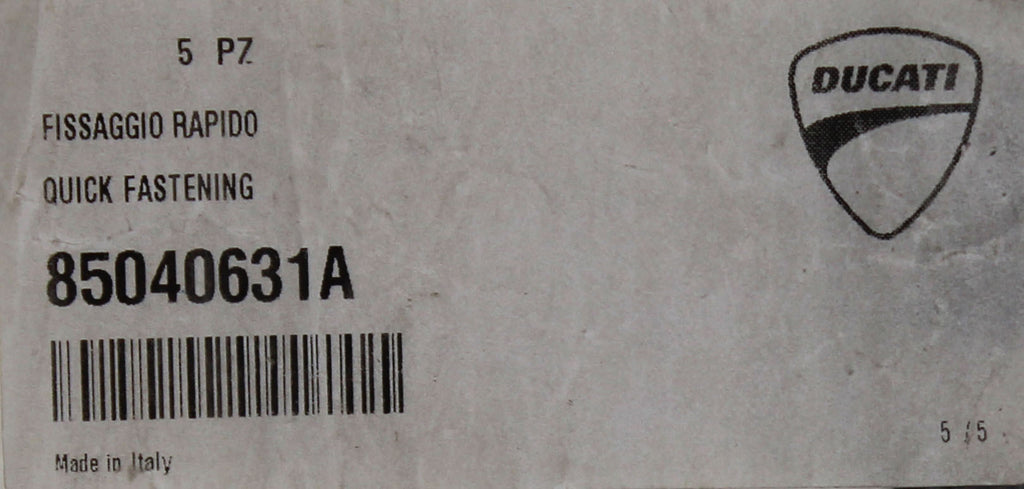 5 PZ
DUCATI
FISSAGGIO RAPIDO
QUICK FASTENING
85040631A
Made in Italy
5/5